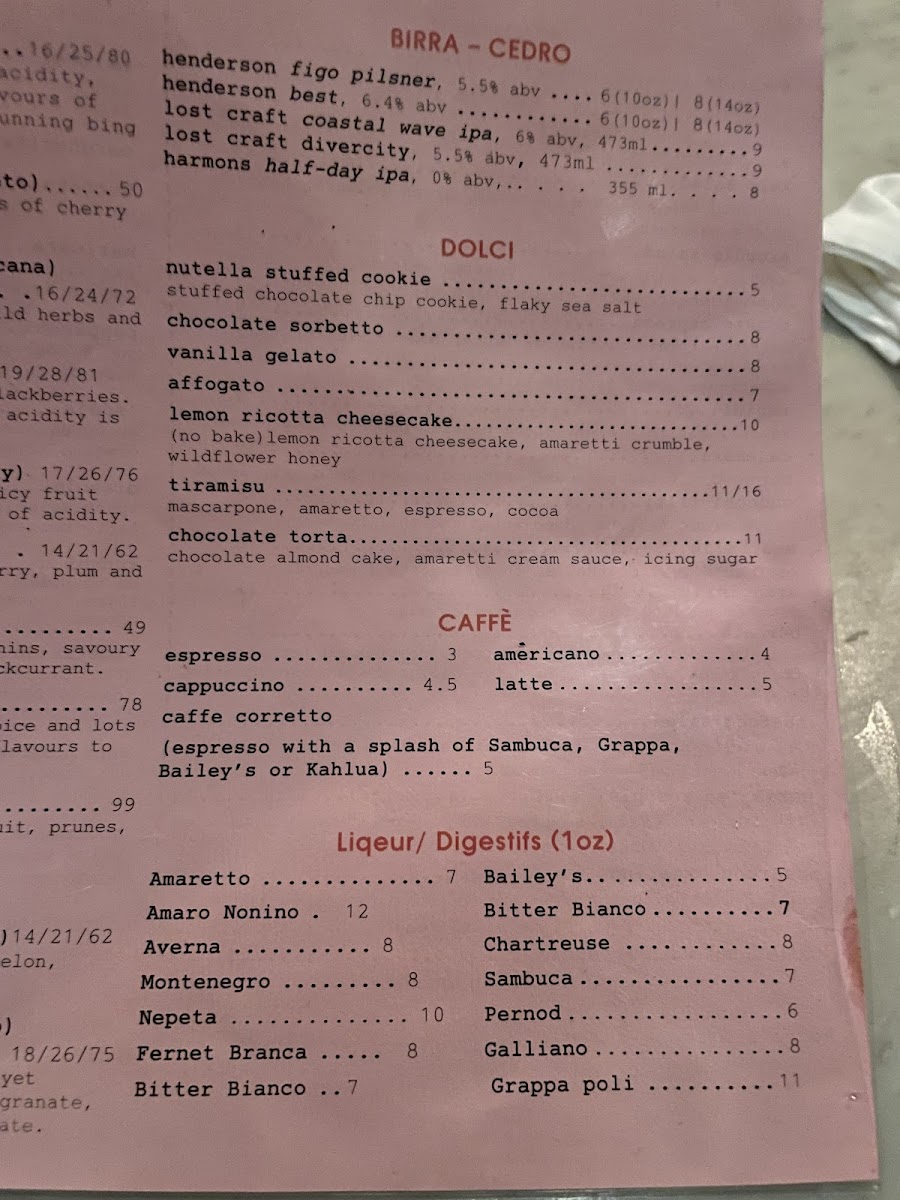 ..16/25/80
acidity,
vours of
unning bing
to)......50
s of cherry
cana)
. .16/24/72
ld herbs and
19/28/81
lackberries.
acidity is
y) 17/26/76
icy fruit
of acidity.
. 14/21/62
rry, plum and
......... 49
ins, savoury
ckcurrant.
......... 78
ice and lots
lavours to
........ 99
uit, prunes,
)14/21/62
elon,
)
18/26/75
yet
granate,
ate.
BIRRA – CEDRO
henderson figo pilsner, 5.5% abv .... 6(10oz)| 8(14oz)
henderson best, 6.4% abv ............ 6(10oz)| 8(14oz)
lost craft coastal wave ipa, 6% abv, 473ml.........9
lost craft divercity, 5.5% abv, 473ml .............9
harmons half-day ipa, 0% abv,.. . . . 355 ml. . . . 8
DOLCI
nutella stuffed cookie ............................5
stuffed chocolate chip cookie, flaky sea salt
chocolate sorbetto ................................8
vanilla gelato ....................................8
affogato ..........................................7
lemon ricotta cheesecake..........................10
(no bake)lemon ricotta cheesecake, amaretti crumble,
wildflower honey
tiramisu .......................................11/16
mascarpone, amaretto, espresso, cocoa
chocolate torta...................................11
chocolate almond cake, amaretti cream sauce, icing sugar
CAFFÈ
espresso ............... 3 americano..............4
cappuccino .......... 4.5 latte..................5
caffe corretto
(espresso with a splash of Sambuca, Grappa,
Bailey's or Kahlua) ...... 5
Liqeur/ Digestifs (1oz)
Amaretto .............. 7 Bailey's...............5
Amaro Nonino . 12 Bitter Bianco.........7
Averna ........... 8 Chartreuse ...........8
Montenegro ......... 8 Sambuca................7
Nepeta .............. 10 Pernod.................6
Fernet Branca ..... 8 Galliano...............8
Bitter Bianco ..7 Grappa poli ..........11